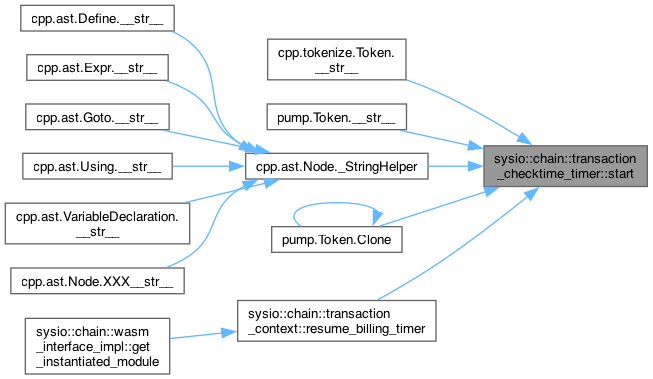 cpp.ast.Define.__str__
cpp.ast.Expr.__str__
cpp.ast.Goto.__str__
cpp.ast.Using.__str__
cpp.ast.VariableDeclaration.
__str__
cpp.ast.Node.XXX__str__
sysio::chain::wasm
_interface_impl::get
_instantiated_module
cpp.tokenize.Token.
__str__
pump.Token.__str__
cpp.ast.Node._StringHelper
pump.Token.Clone
sysio::chain::transaction
_context::resume_billing_timer
sysio::chain::transaction
_checktime_timer::start